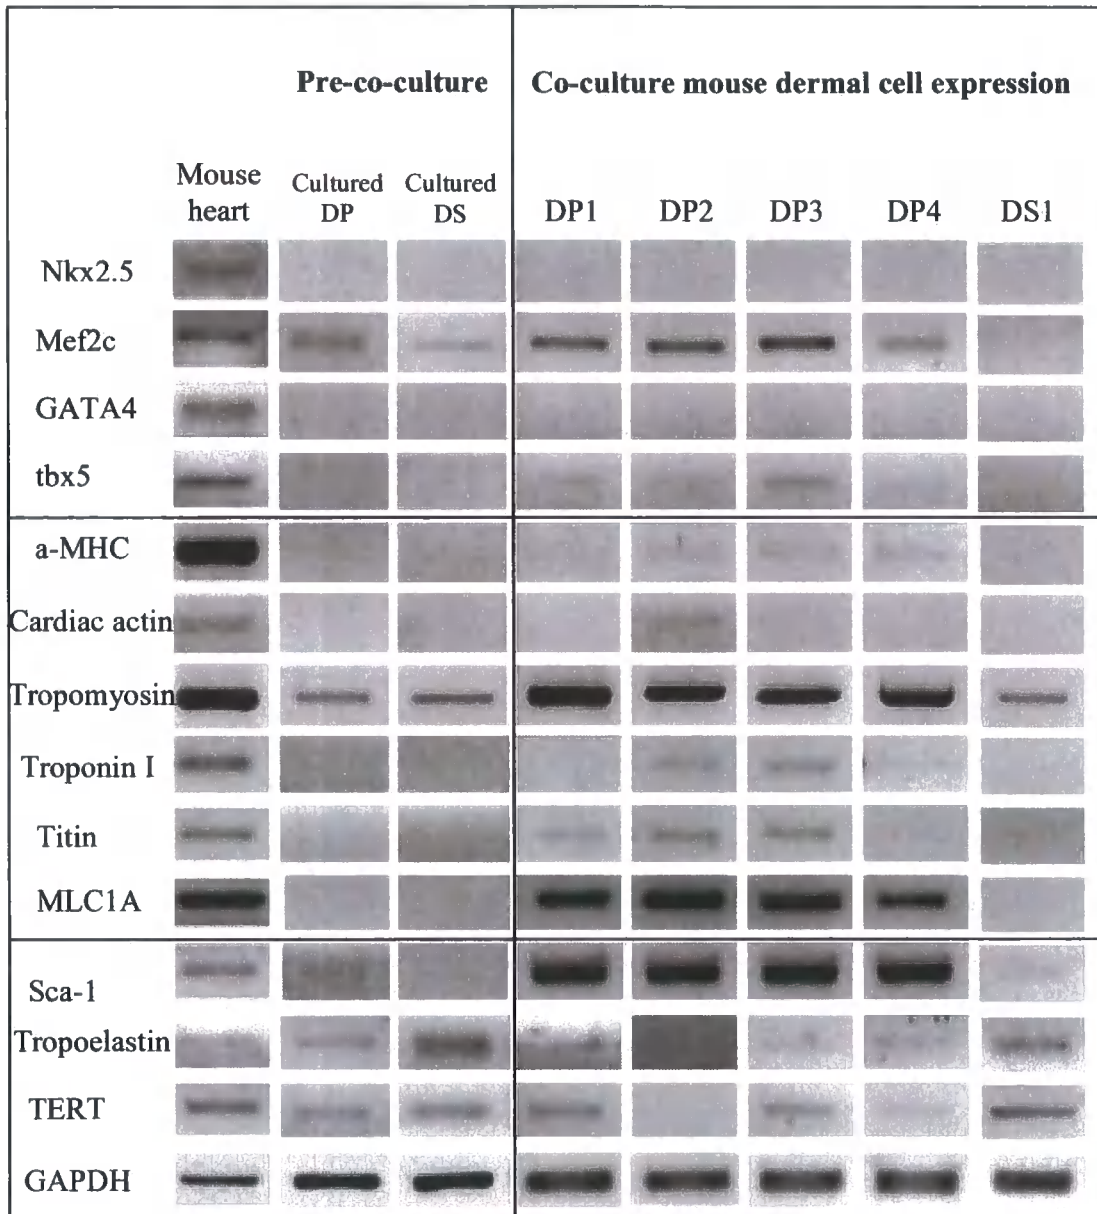 Pre-co-culture
Co-culture mouse dermal cell expression
Mouse heart
Cultured DP
Cultured DS
DP1
DP2
DP3
DP4
DS1
Nkx2.5
Mef2c
GATA4
tbx5
a-MHC
Cardiac actin
Tropomyosin
Troponin I
Titin
MLC1A
Sca-1
Tropoelastin
TERT
GAPDH